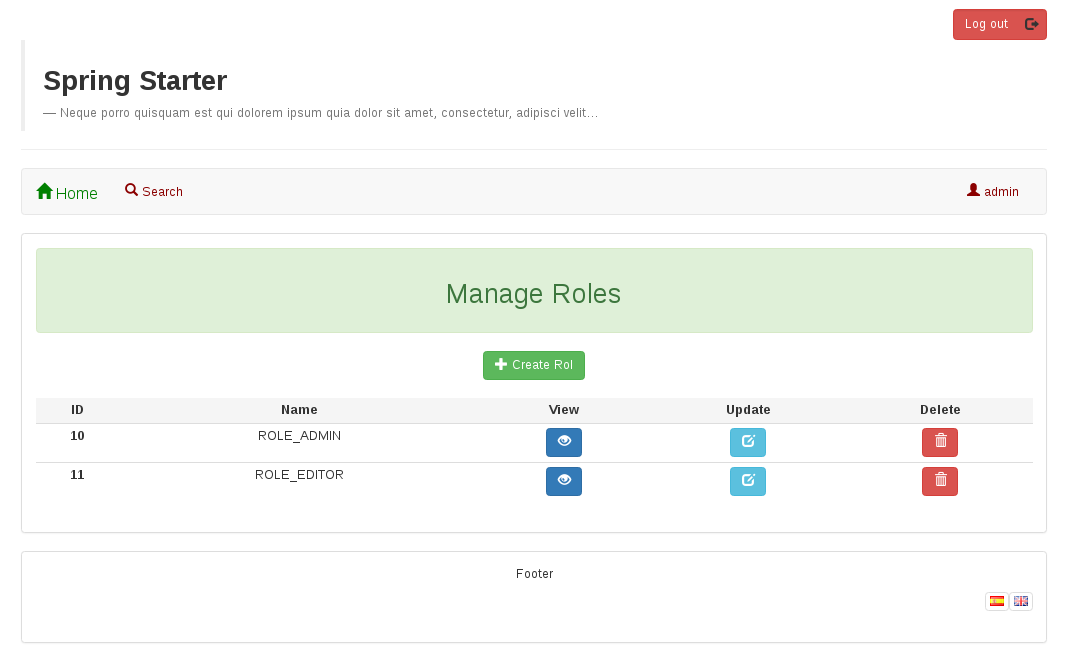 Log out
Spring Starter
— Neque porro quisquam est qui dolorem ipsum quia dolor sit amet, consectetur, adipisci velit...
Home Search admin
Manage Roles
Create Rol
ID Name View Update Delete
10 ROLE_ADMIN
11 ROLE_EDITOR
Footer